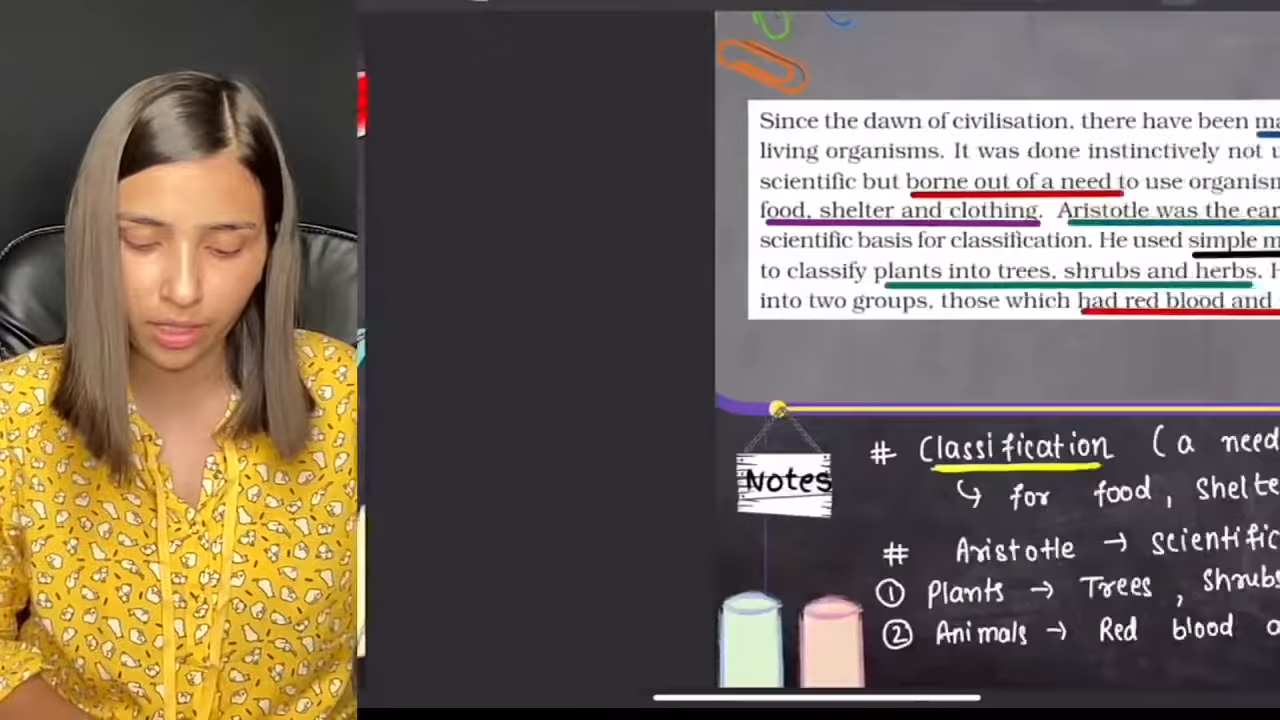 Since the dawn of civilisation, there have been
living organisms. It was done instinctively not
scientific but borne out of a need to use
food, shelter and clothing. Aristotle was the
scientific basis for classification. He used simple
to classify plants into trees, shrubs and herbs.
into two groups, those which had red blood and
# Classification (a need
Notes
↳ for food, Shelte
# Aristotle → Scientific
① Plants → Trees, Shrubs
② Animals → Red blood